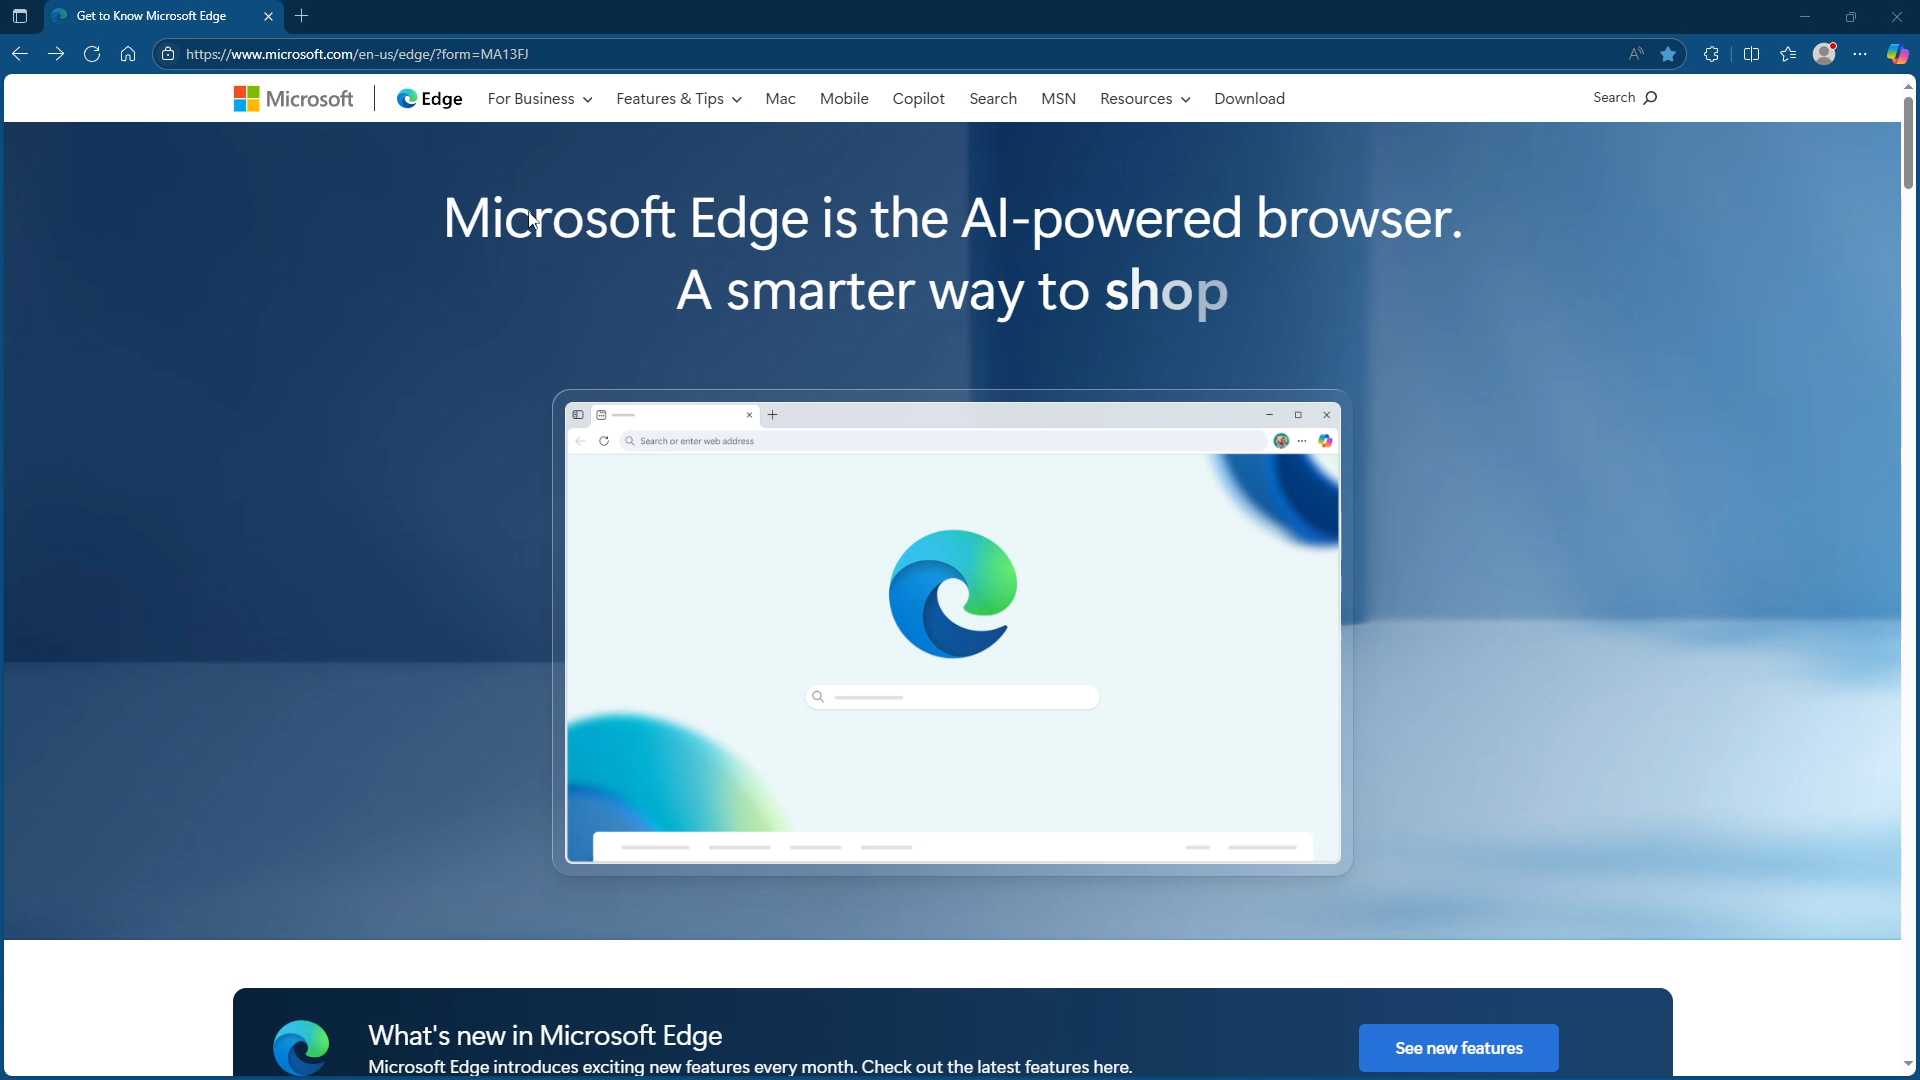 Get to Know Microsoft Edge
https://www.microsoft.com/en-us/edge/?form=MA13FJ
Microsoft
Edge
For Business
Features & Tips
Mac
Mobile
Copilot
Search
MSN
Resources
Download
Search
Microsoft Edge is the AI-powered browser.
A smarter way to shop
Search or enter web address
What's new in Microsoft Edge
Microsoft Edge introduces exciting new features every month. Check out the latest features here.
See new features